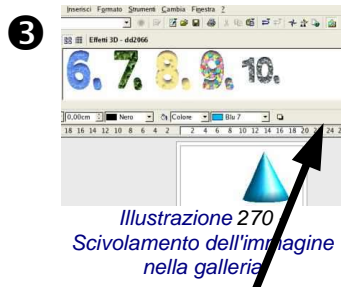 3
Inserisci Formato Strumenti Cambia Finestra ?
Effetti 3D - dd2066
6. 7. 8. 9. 10.
0,00cm Nero Colore Blu 7
18 16 14 12 10 8 6 4 2 2 4 6 8 10 12 14 16 18 20 24
Illustrazione 270
Scivolamento dell'immagine
nella galleria